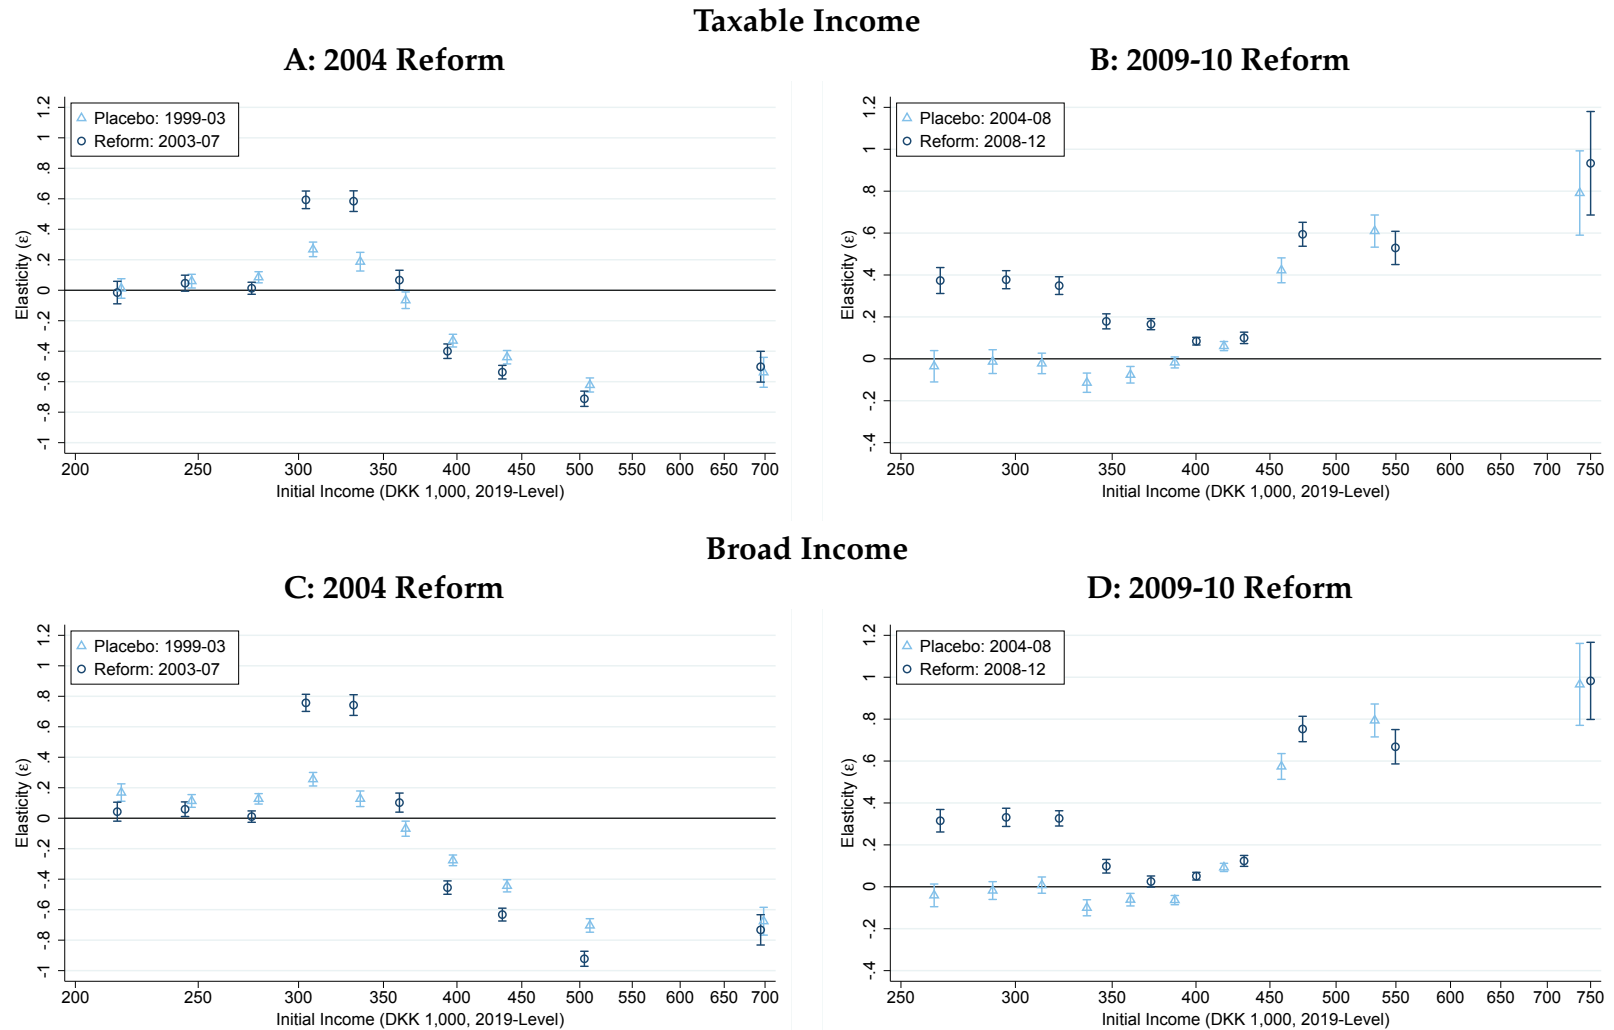 Taxable Income
A: 2004 Reform
B: 2009-10 Reform
Placebo: 1999-03
Reform: 2003-07
Elasticity (ε)
1.2
1
.8
.6
.4
.2
0
-.2
-.4
-.6
-.8
-1
200 250 300 350 400 450 500 550 600 650 700
Initial Income (DKK 1,000, 2019-Level)
Placebo: 2004-08
Reform: 2008-12
Elasticity (ε)
1.2
1
.8
.6
.4
.2
0
-.2
-.4
250 300 350 400 450 500 550 600 650 700 750
Initial Income (DKK 1,000, 2019-Level)
Broad Income
C: 2004 Reform
D: 2009-10 Reform
Placebo: 1999-03
Reform: 2003-07
Elasticity (ε)
1.2
1
.8
.6
.4
.2
0
-.2
-.4
-.6
-.8
-1
200 250 300 350 400 450 500 550 600 650 700
Initial Income (DKK 1,000, 2019-Level)
Placebo: 2004-08
Reform: 2008-12
Elasticity (ε)
1.2
1
.8
.6
.4
.2
0
-.2
-.4
250 300 350 400 450 500 550 600 650 700 750
Initial Income (DKK 1,000, 2019-Level)